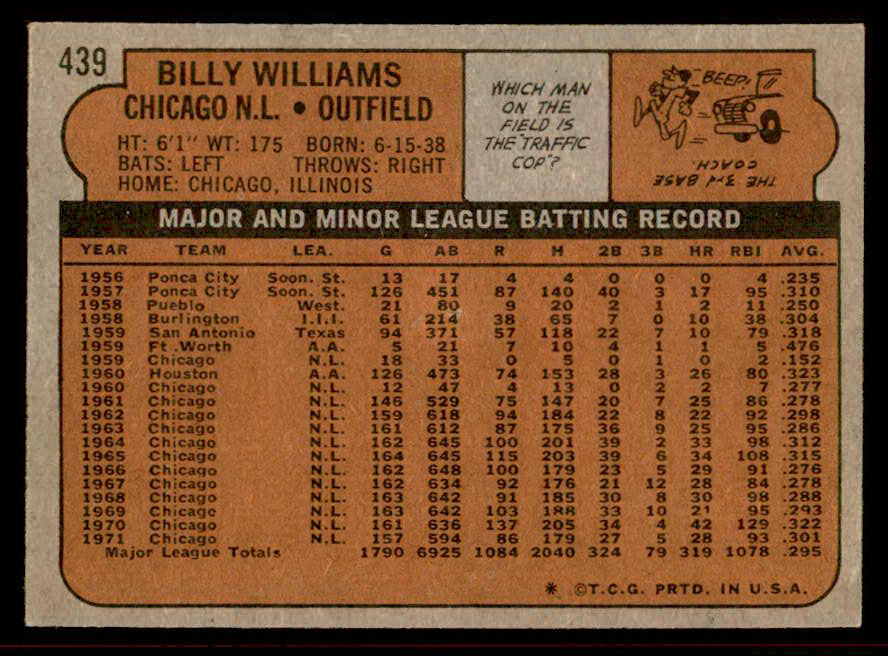 439
BILLY WILLIAMS
CHICAGO N.L. • OUTFIELD
HT: 6'1" WT: 175 BORN: 6-15-38
BATS: LEFT THROWS: RIGHT
HOME: CHICAGO, ILLINOIS
WHICH MAN
ON THE
FIELD IS
THE "TRAFFIC
COP"?
BEEP!
THE 3rd BASE
COACH.
MAJOR AND MINOR LEAGUE BATTING RECORD
YEAR TEAM LEA. G AB R H 2B 3B HR RBI AVG.
1956 Ponca City Soon. St. 13 17 4 4 0 0 0 4 .235
1957 Ponca City Soon. St. 126 451 87 140 40 3 17 95 .310
1958 Pueblo West. 21 80 9 20 2 1 2 11 .250
1958 Burlington I.I.I. 61 214 38 65 7 0 10 38 .304
1959 San Antonio Texas 94 371 57 118 22 7 10 79 .318
1959 Ft. Worth A.A. 5 21 7 10 4 1 1 5 .476
1959 Chicago N.L. 18 33 0 5 0 1 0 2 .152
1960 Houston A.A. 126 473 74 153 28 3 26 80 .323
1960 Chicago N.L. 12 47 4 13 0 2 2 7 .277
1961 Chicago N.L. 146 529 75 147 20 7 25 86 .278
1962 Chicago N.L. 159 618 94 184 22 8 22 92 .298
1963 Chicago N.L. 161 612 87 175 36 9 25 95 .286
1964 Chicago N.L. 162 645 100 201 39 2 33 98 .312
1965 Chicago N.L. 164 645 115 203 39 6 34 108 .315
1966 Chicago N.L. 162 648 100 179 23 5 29 91 .276
1967 Chicago N.L. 162 634 92 176 21 12 28 84 .278
1968 Chicago N.L. 163 642 91 185 30 8 30 98 .288
1969 Chicago N.L. 163 642 103 188 33 10 21 95 .293
1970 Chicago N.L. 161 636 137 205 34 4 42 129 .322
1971 Chicago N.L. 157 594 86 179 27 5 28 93 .301
Major League Totals 1790 6925 1084 2040 324 79 319 1078 .295
* ©T.C.G. PRTD. IN U.S.A.